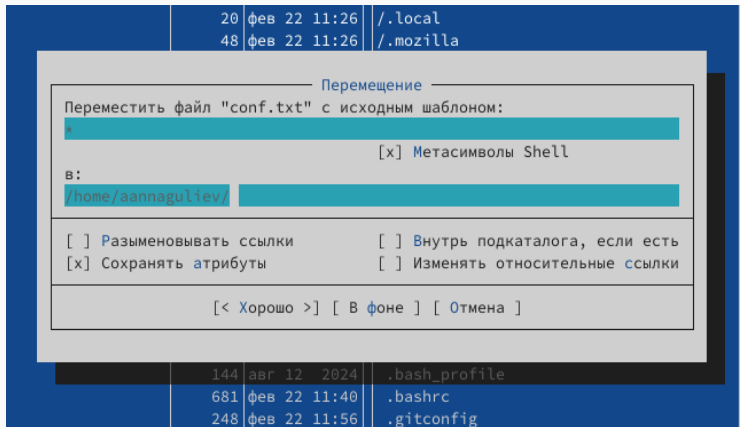 20 фев 22 11:26 /.local
48 фев 22 11:26 /.mozilla
Перемещение
Переместить файл "conf.txt" с исходным шаблоном:
*
[x] Метасимволы Shell
в:
/home/aannaguliev/
[ ] Разыменовывать ссылки [ ] Внутрь подкаталога, если есть
[x] Сохранять атрибуты [ ] Изменять относительные ссылки
[< Хорошо >] [ В фоне ] [ Отмена ]
144 авг 12 2024 .bash_profile
681 фев 22 11:40 .bashrc
248 фев 22 11:56 .gitconfig